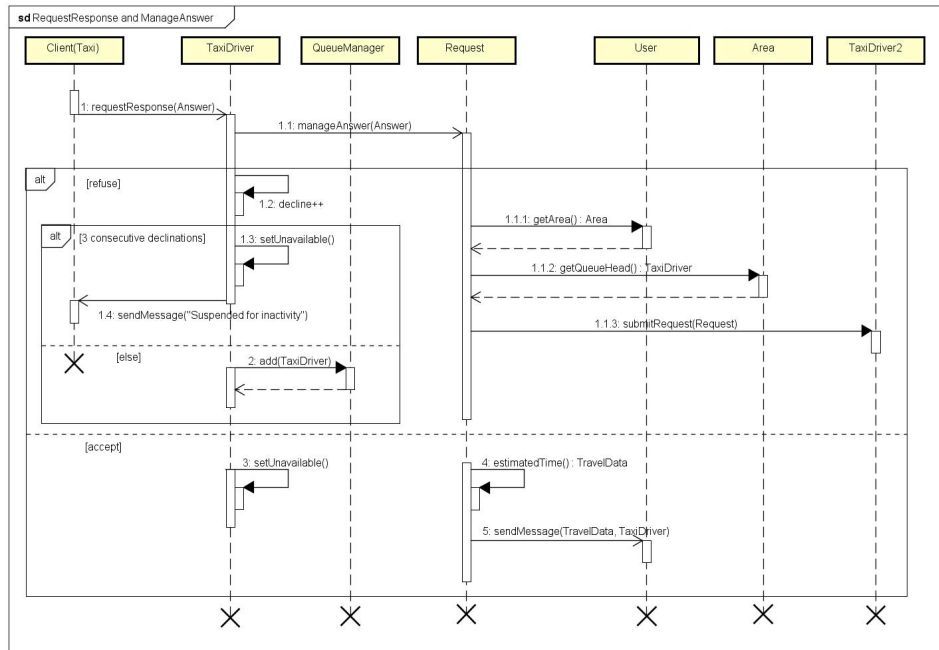 sd RequestResponse and ManageAnswer
Client(Taxi)
TaxiDriver
QueueManager
Request
User
Area
TaxiDriver2
1: requestResponse(Answer)
1.1: manageAnswer(Answer)
alt
[refuse]
1.2: decline++
1.1.1: getArea() : Area
alt
[3 consecutive declinations]
1.3: setUnavailable()
1.1.2: getQueueHead() : TaxiDriver
1.4: sendMessage("Suspended for inactivity")
1.1.3: submitRequest(Request)
[else]
2: add(TaxiDriver)
[accept]
3: setUnavailable()
4: estimatedTime() : TravelData
5: sendMessage(TravelData, TaxiDriver)